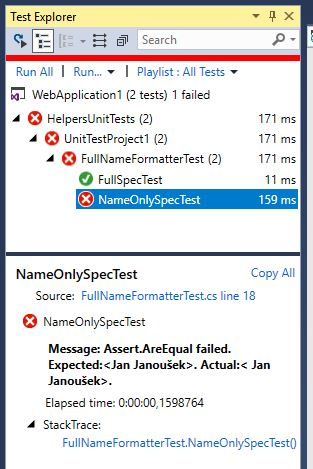 Test Explorer
Search
Run All | Run... | Playlist : All Tests
WebApplication1 (2 tests) 1 failed
HelpersUnitTests (2) 171 ms
UnitTestProject1 (2) 171 ms
FullNameFormatterTest (2) 171 ms
FullSpecTest 11 ms
NameOnlySpecTest 159 ms
NameOnlySpecTest Copy All
Source: FullNameFormatterTest.cs line 18
NameOnlySpecTest
Message: Assert.AreEqual failed.
Expected:<Jan Janoušek>. Actual:< Jan
Janoušek>.
Elapsed time: 0:00:00,1598764
StackTrace:
FullNameFormatterTest.NameOnlySpecTest()